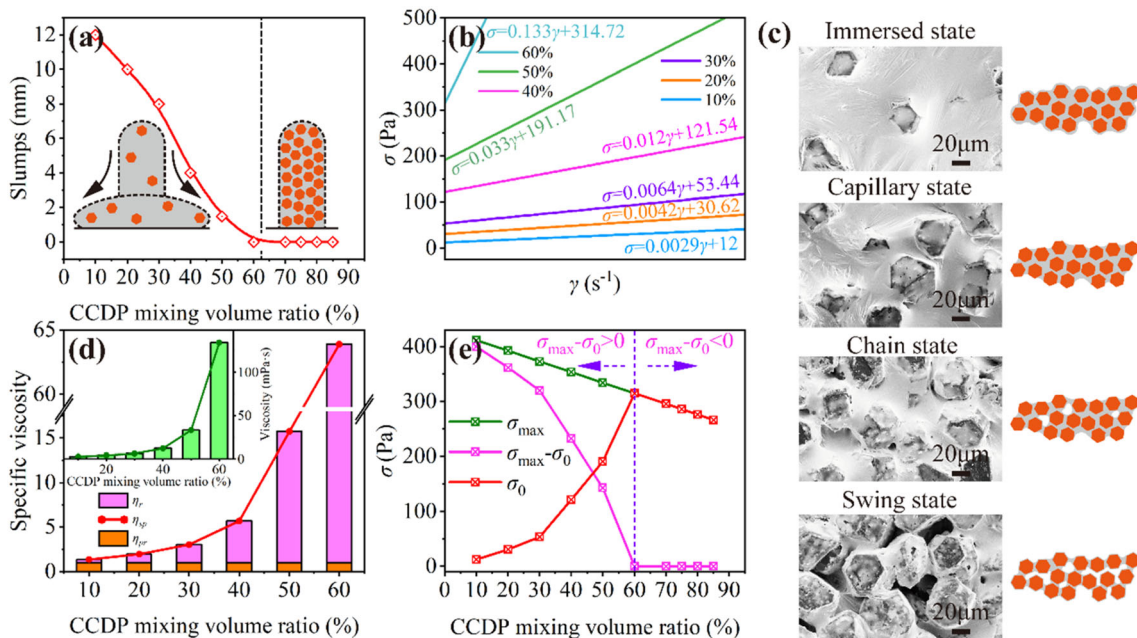 (a)
12
10
8
6
4
2
0
Slumps (mm)
10 20 30 40 50 60 70 80 90
CCDP mixing volume ratio (%)
(b)
500
400
300
200
100
0
σ (Pa)
σ=0.133γ+314.72
60%
50%
40%
30%
20%
10%
σ=0.033γ+191.17
σ=0.012γ+121.54
σ=0.0064γ+53.44
σ=0.0042γ+30.62
σ=0.0029γ+12
γ (s⁻¹)
(c)
Immersed state
20μm
Capillary state
20μm
Chain state
20μm
Swing state
20μm
(d)
65
60
15
10
5
0
Specific viscosity
100
50
0
Viscosity (mPa·s)
20 40 60
CCDP mixing volume ratio (%)
ηr
ηsp
ηpr
10 20 30 40 50 60
CCDP mixing volume ratio (%)
(e)
400
300
200
100
0
σ (Pa)
σmax-σ0>0
σmax-σ0<0
σmax
σmax-σ0
σ0
0 10 20 30 40 50 60 70 80 90
CCDP mixing volume ratio (%)